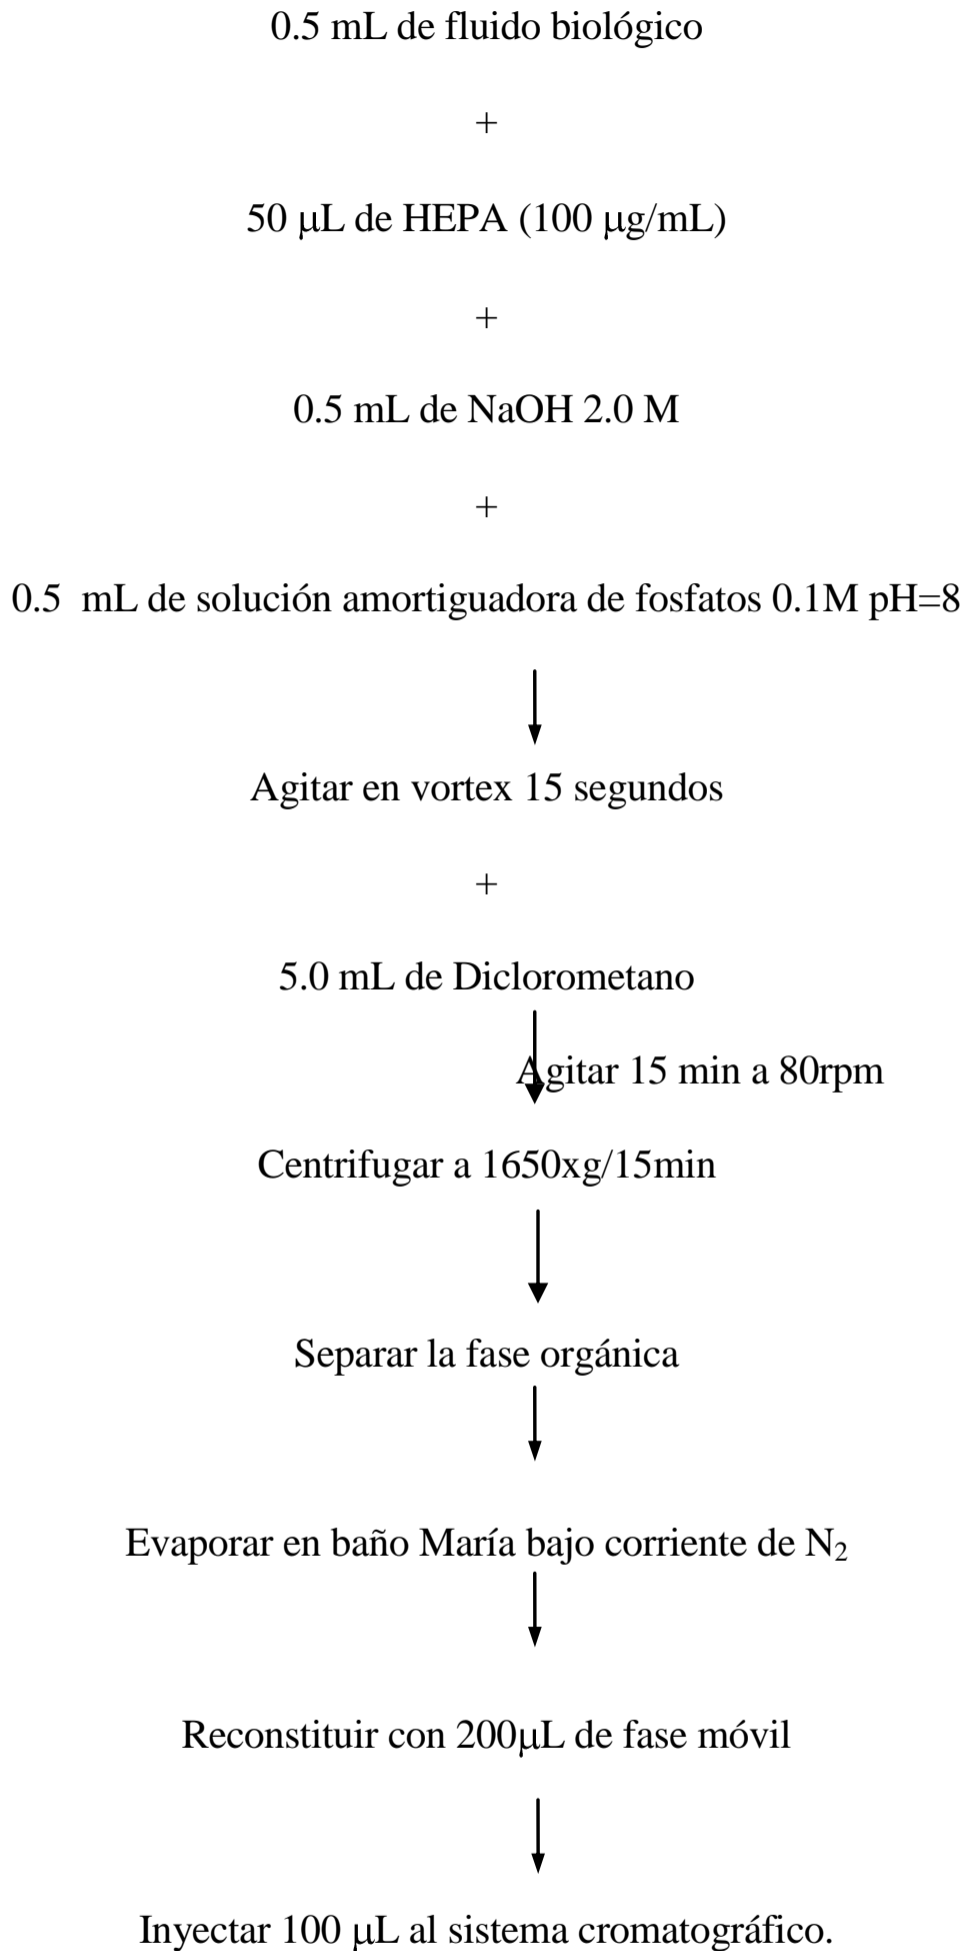 0.5 mL de fluido biológico
+
50 μL de HEPA (100 μg/mL)
+
0.5 mL de NaOH 2.0 M
+
0.5 mL de solución amortiguadora de fosfatos 0.1M pH=8
Agitar en vortex 15 segundos
+
5.0 mL de Diclorometano
Agitar 15 min a 80rpm
Centrifugar a 1650xg/15min
Separar la fase orgánica
Evaporar en baño María bajo corriente de N₂
Reconstituir con 200μL de fase móvil
Inyectar 100 μL al sistema cromatográfico.